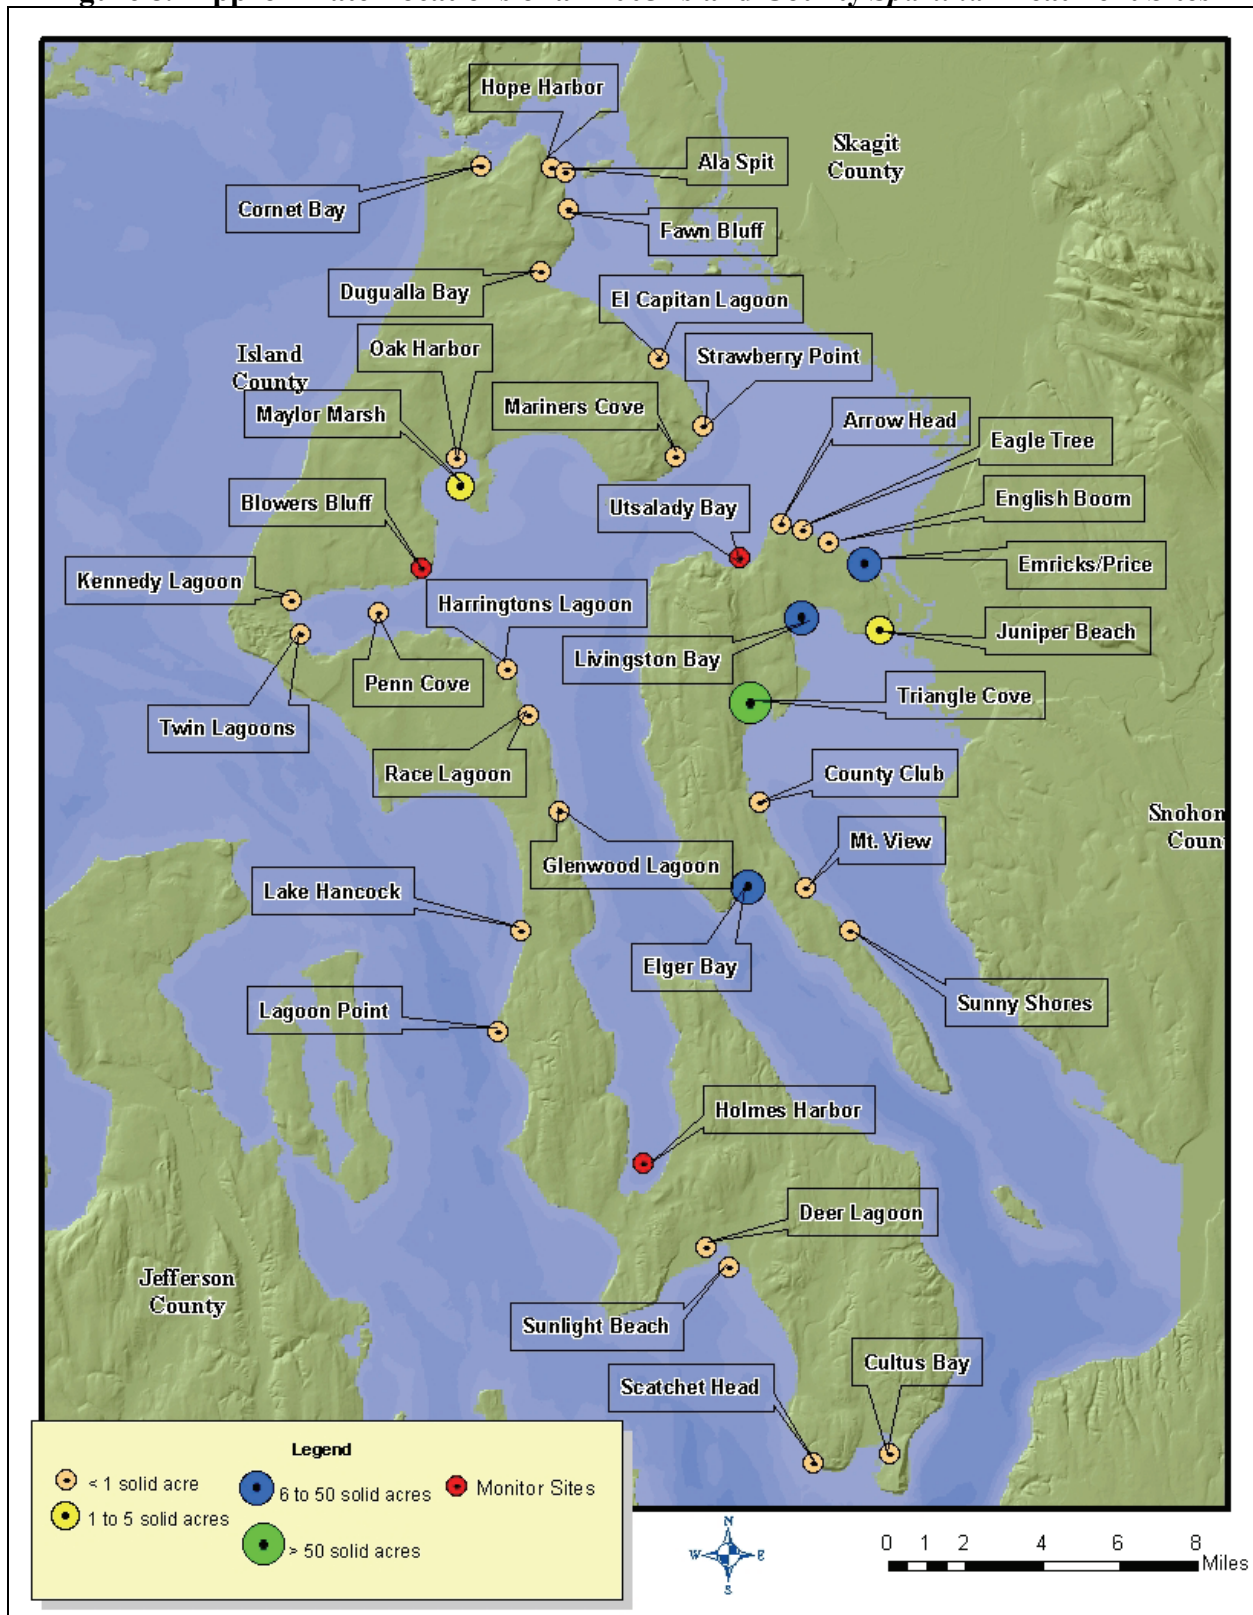 Hope Harbor
Ala Spit
Skagit
County
Cornet Bay
Fawn Bluff
Dugualla Bay
El Capitan Lagoon
Oak Harbor
Strawberry Point
Island
County
Maylor Marsh
Mariners Cove
Arrow Head
Eagle Tree
English Boom
Blowers Bluff
Utsalady Bay
Emricks/Price
Kennedy Lagoon
Harringtons Lagoon
Juniper Beach
Livingston Bay
Penn Cove
Triangle Cove
Twin Lagoons
Race Lagoon
County Club
Snohon
Coun
Mt. View
Glenwood Lagoon
Lake Hancock
Elger Bay
Sunny Shores
Lagoon Point
Holmes Harbor
Deer Lagoon
Jefferson
County
Sunlight Beach
Cultus Bay
Scatchet Head
Legend
< 1 solid acre
6 to 50 solid acres
Monitor Sites
1 to 5 solid acres
> 50 solid acres
N
W E
S
0 1 2 4 6 8
Miles